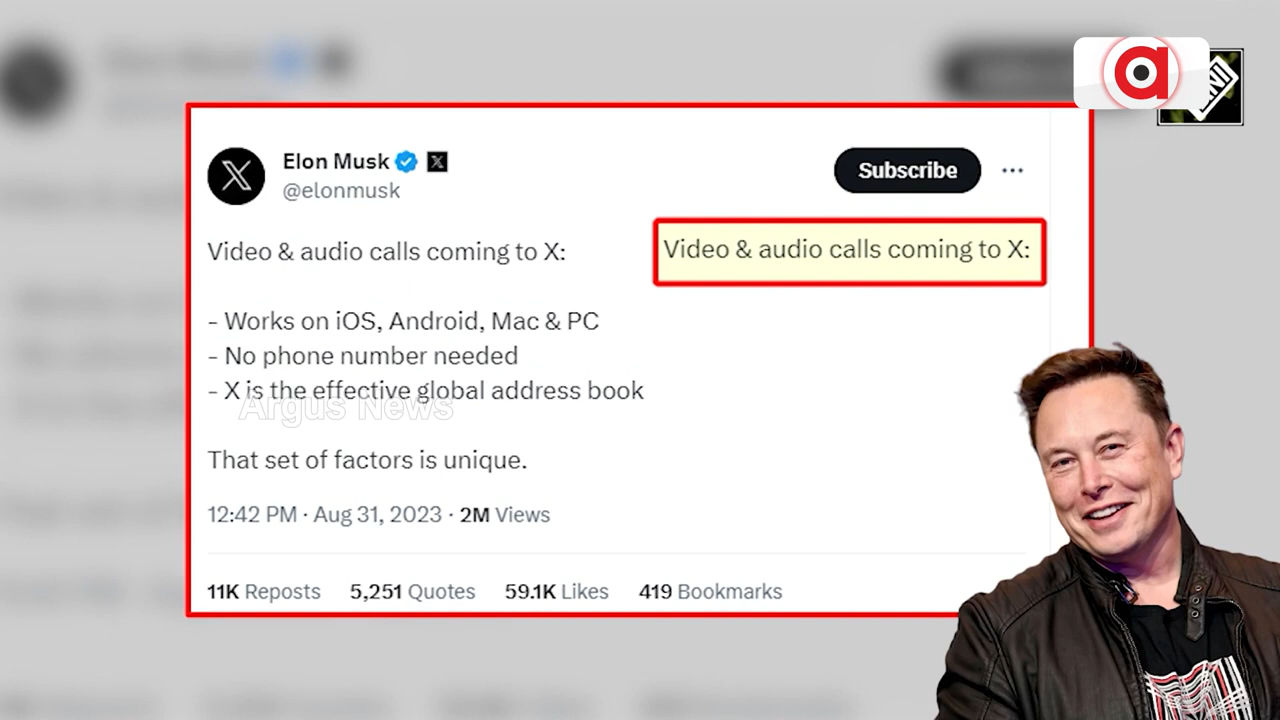 Elon Musk
@elonmusk
Subscribe
Video & audio calls coming to X:
Video & audio calls coming to X:
- Works on iOS, Android, Mac & PC
- No phone number needed
- X is the effective global address book
Argus News
That set of factors is unique.
12:42 PM · Aug 31, 2023 · 2M Views
11K Reposts 5,251 Quotes 59.1K Likes 419 Bookmarks